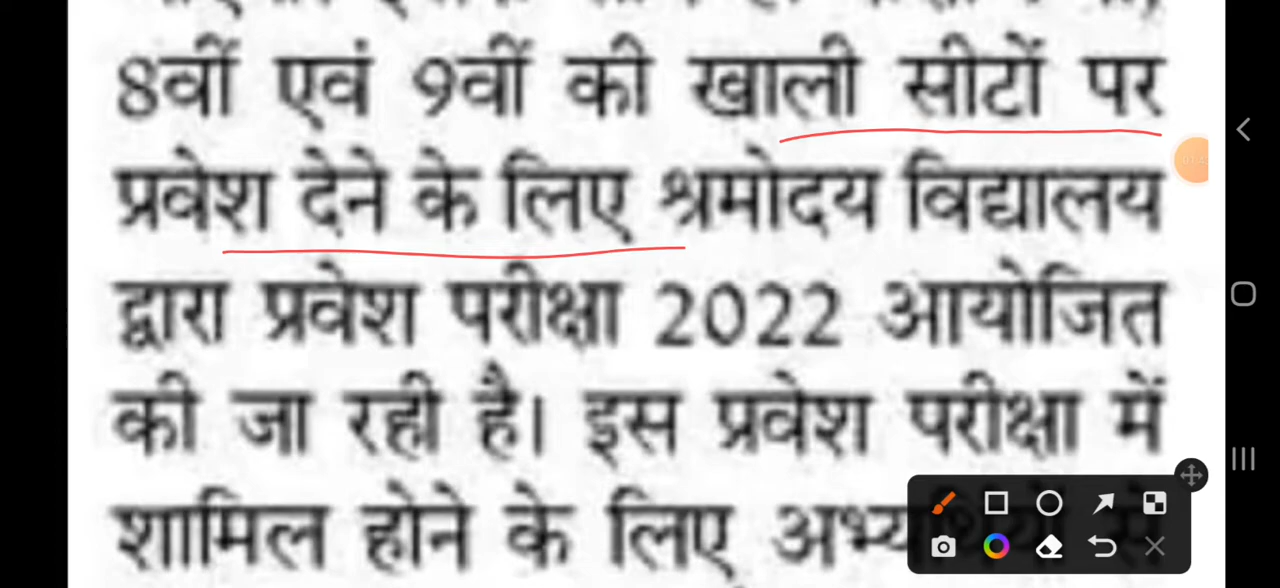 8वीं एवं 9वीं की खाली सीटों पर
प्रवेश देने के लिए श्रमोदय विद्यालय
द्वारा प्रवेश परीक्षा 2022 आयोजित
की जा रही है। इस प्रवेश परीक्षा में
शामिल होने के लिए